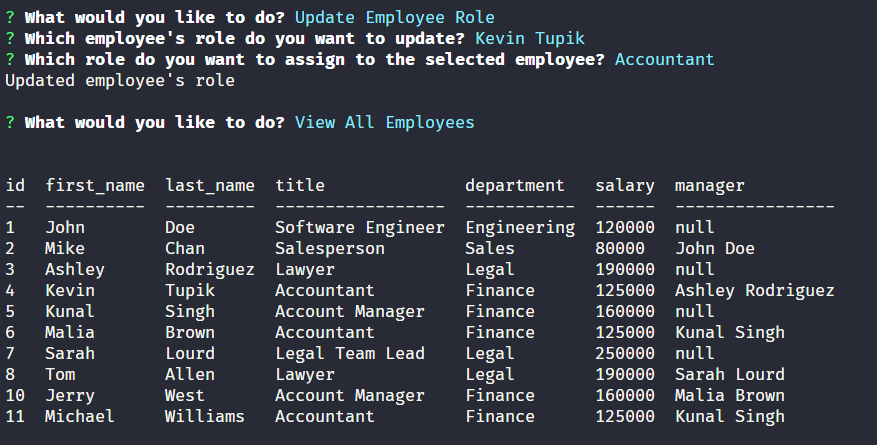 ? What would you like to do? Update Employee Role
? Which employee's role do you want to update? Kevin Tupik
? Which role do you want to assign to the selected employee? Accountant
Updated employee's role
? What would you like to do? View All Employees
id  first_name  last_name  title              department   salary  manager
--  ----------  ---------  -----------------  -----------  ------  ----------------
1   John        Doe        Software Engineer  Engineering  120000  null
2   Mike        Chan       Salesperson        Sales        80000   John Doe
3   Ashley      Rodriguez  Lawyer             Legal        190000  null
4   Kevin       Tupik      Accountant         Finance      125000  Ashley Rodriguez
5   Kunal       Singh      Account Manager    Finance      160000  null
6   Malia       Brown      Accountant         Finance      125000  Kunal Singh
7   Sarah       Lourd      Legal Team Lead    Legal        250000  null
8   Tom         Allen      Lawyer             Legal        190000  Sarah Lourd
10  Jerry       West       Account Manager    Finance      160000  Malia Brown
11  Michael     Williams   Accountant         Finance      125000  Kunal Singh